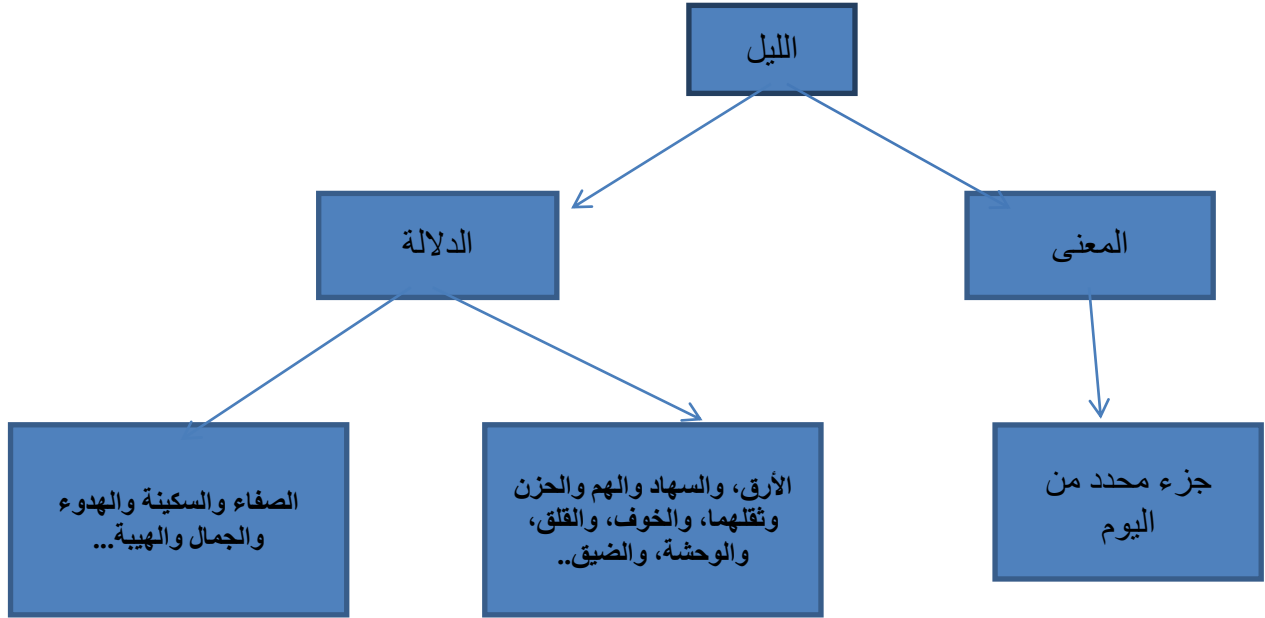 الليل
المعنى
الدلالة
جزء محدد من
اليوم
الأرق، والسهاد والهم والحزن
وثقلهما، والخوف، والقلق،
والوحشة، والضيق..
الصفاء والسكينة والهدوء
والجمال والهيبة...